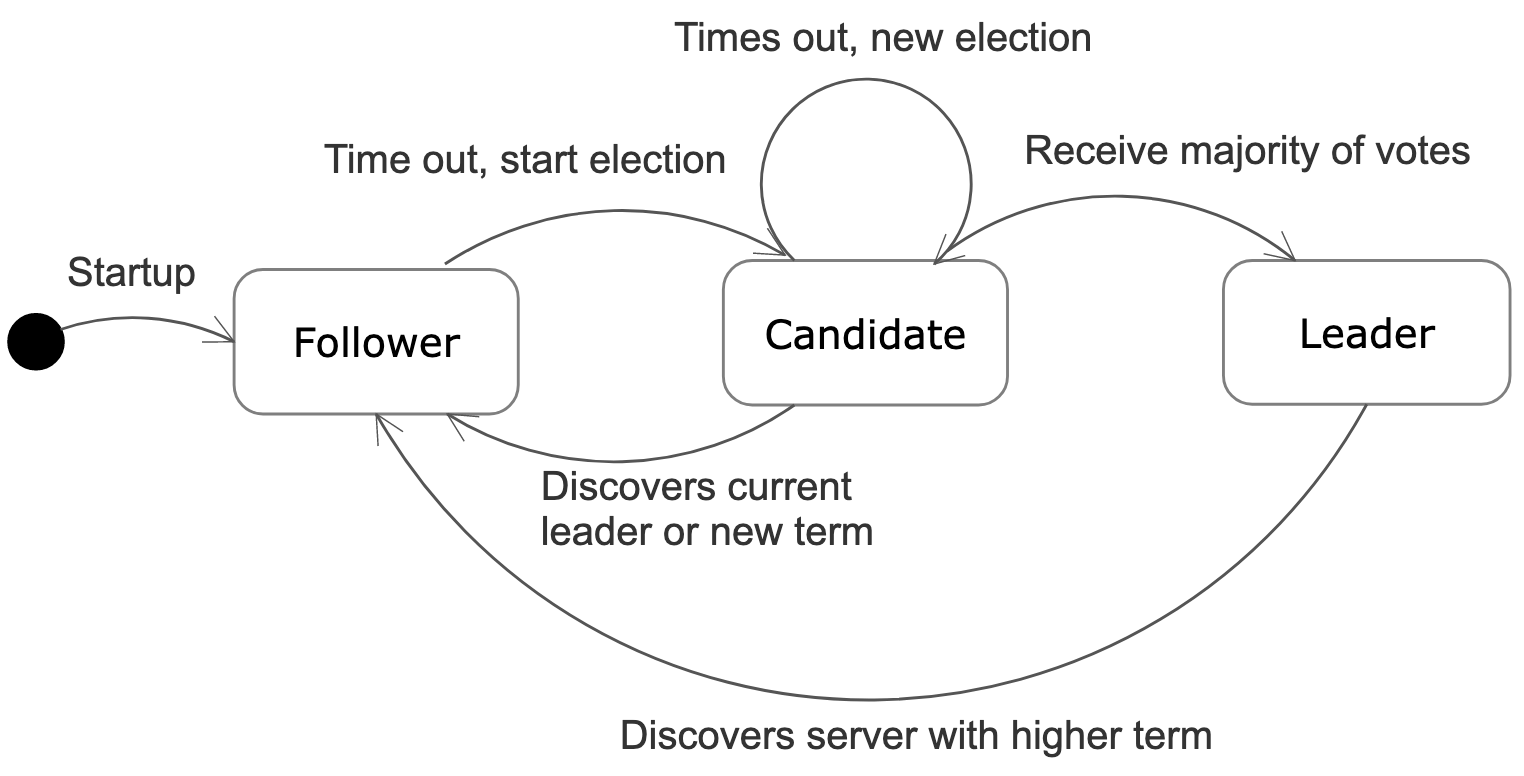 Times out, new election
Time out, start election
Receive majority of votes
Startup
Follower
Candidate
Leader
Discovers current
leader or new term
Discovers server with higher term